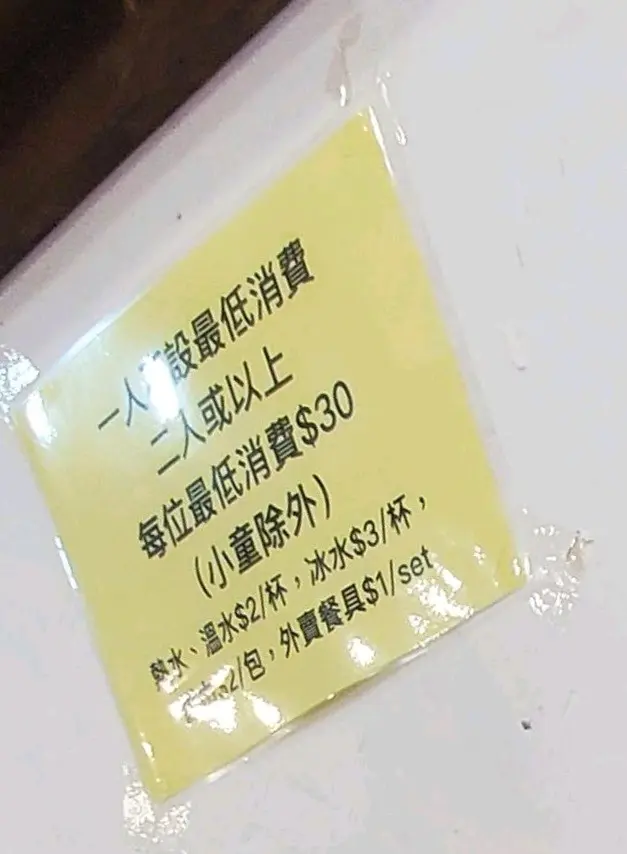 一人設最低消費
二人或以上
每位最低消費$30
(小童除外)
熱水、溫水$2/杯，冰水$3/杯，
2/包，外賣餐具$1/set